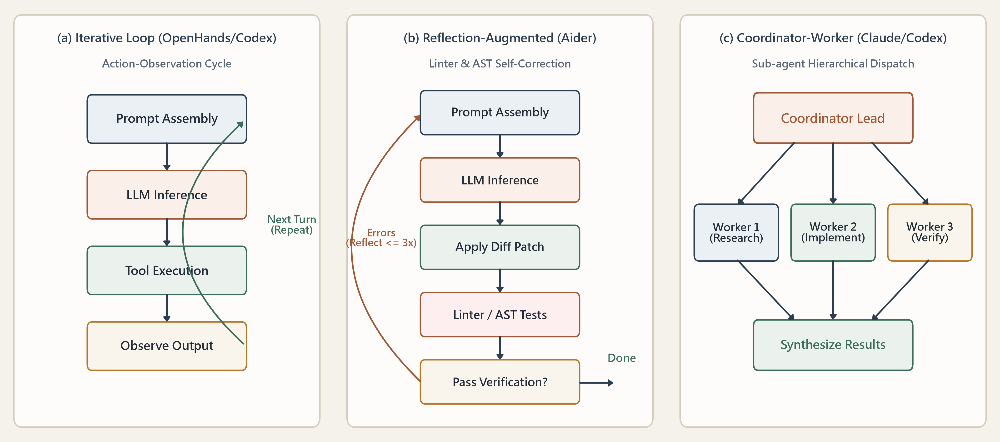 (a) Iterative Loop (OpenHands/Codex)
Action-Observation Cycle
Prompt Assembly
LLM Inference
Next Turn
(Repeat)
Tool Execution
Observe Output
(b) Reflection-Augmented (Aider)
Linter & AST Self-Correction
Prompt Assembly
LLM Inference
Errors
(Reflect <= 3x)
Apply Diff Patch
Linter / AST Tests
Done
Pass Verification?
(c) Coordinator-Worker (Claude/Codex)
Sub-agent Hierarchical Dispatch
Coordinator Lead
Worker 1
(Research)
Worker 2
(Implement)
Worker 3
(Verify)
Synthesize Results